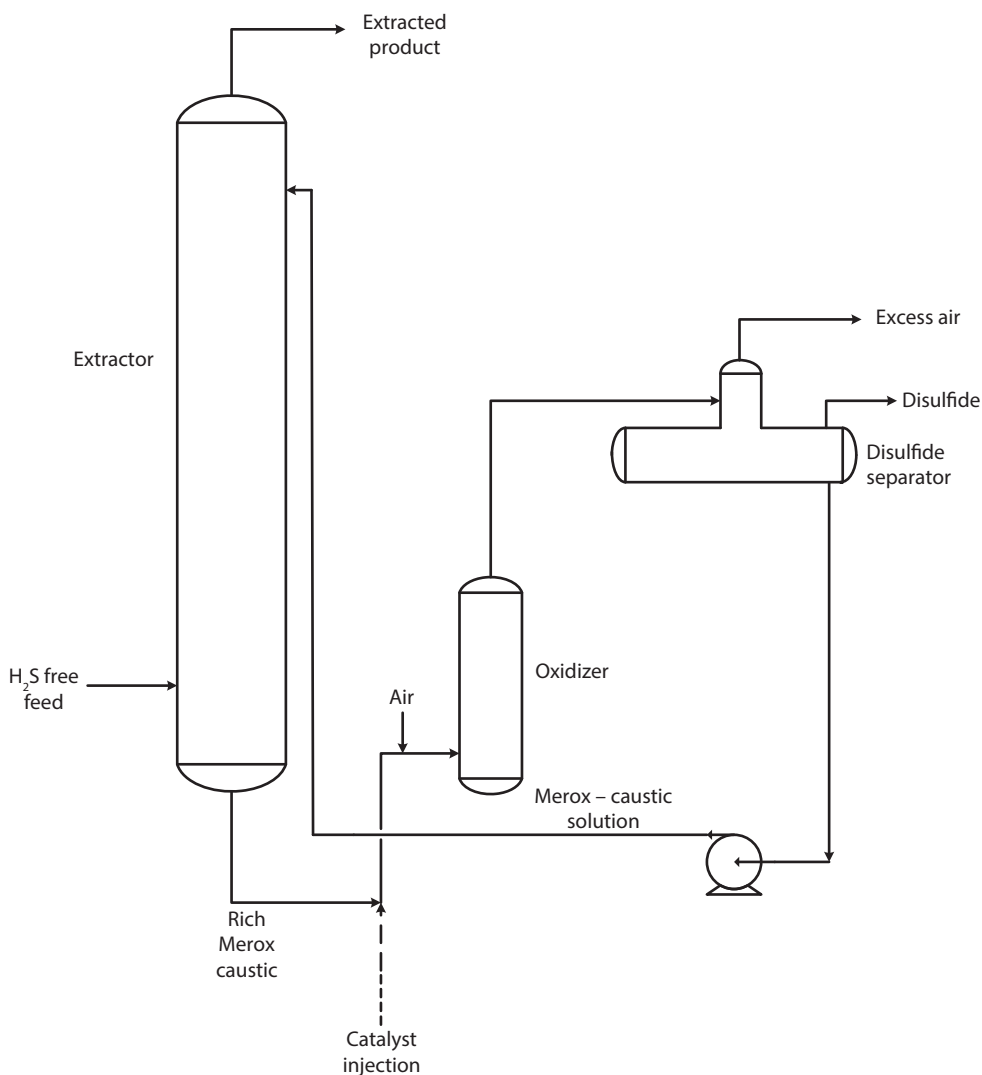 Extracted
product
Excess air
Extractor
Disulfide
Disulfide
separator
H₂S free
feed
Oxidizer
Air
Merox – caustic
solution
Rich
Merox
caustic
Catalyst
injection